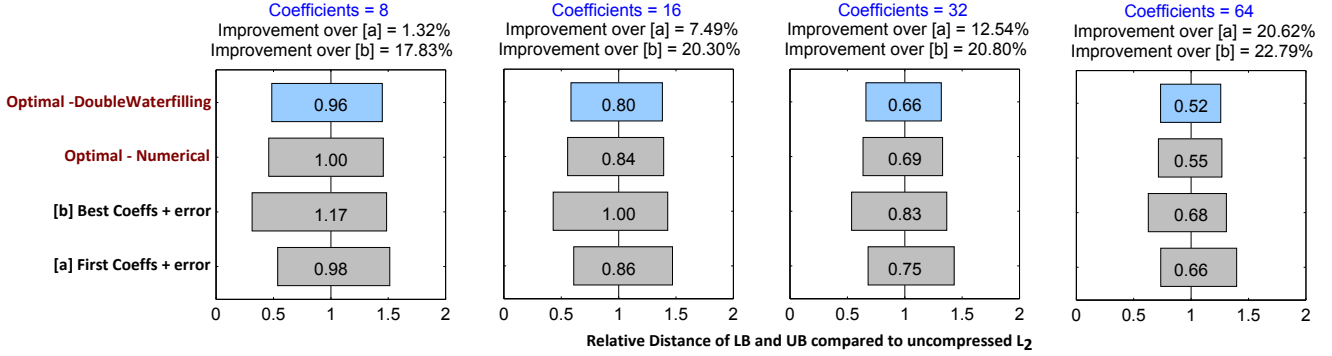 Coefficients = 8
Improvement over [a] = 1.32%
Improvement over [b] = 17.83%
Coefficients = 16
Improvement over [a] = 7.49%
Improvement over [b] = 20.30%
Coefficients = 32
Improvement over [a] = 12.54%
Improvement over [b] = 20.80%
Coefficients = 64
Improvement over [a] = 20.62%
Improvement over [b] = 22.79%
Optimal -DoubleWaterfilling
0.96
0.80
0.66
0.52
Optimal - Numerical
1.00
0.84
0.69
0.55
[b] Best Coeffs + error
1.17
1.00
0.83
0.68
[a] First Coeffs + error
0.98
0.86
0.75
0.66
0 0.5 1 1.5 2
0 0.5 1 1.5 2
0 0.5 1 1.5 2
0 0.5 1 1.5 2
Relative Distance of LB and UB compared to uncompressed L2